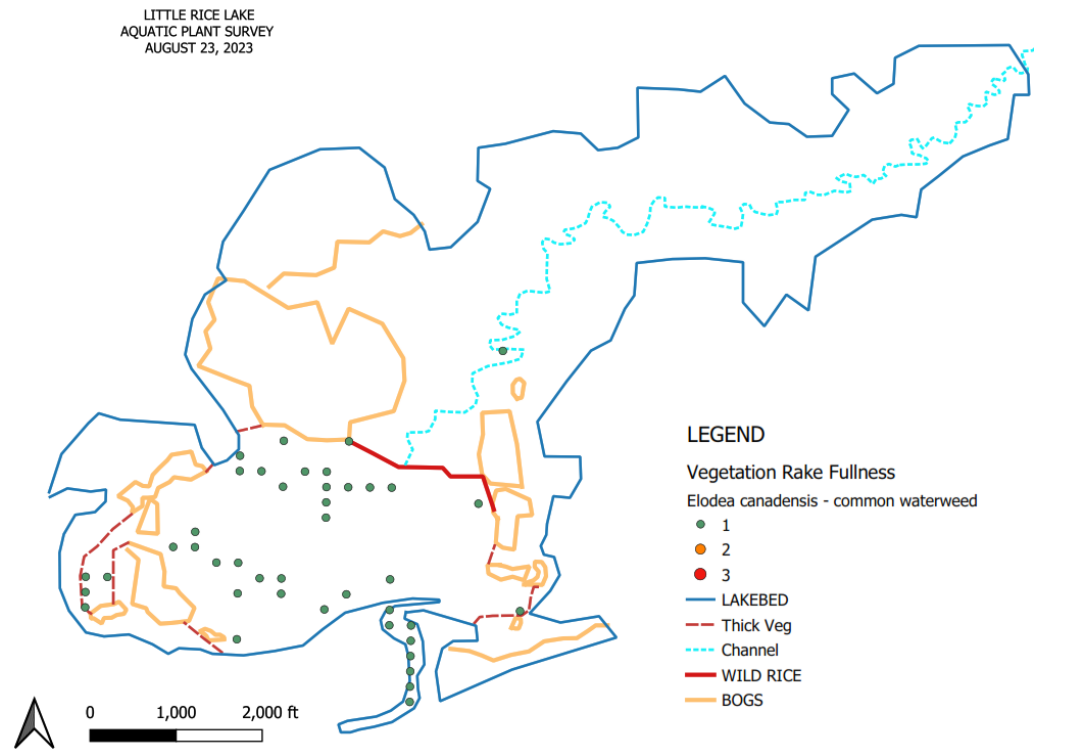 LITTLE RICE LAKE
AQUATIC PLANT SURVEY
AUGUST 23, 2023
LEGEND
Vegetation Rake Fullness
Elodea canadensis - common waterweed
1
2
3
LAKEBED
Thick Veg
Channel
WILD RICE
BOGS
0 1,000 2,000 ft